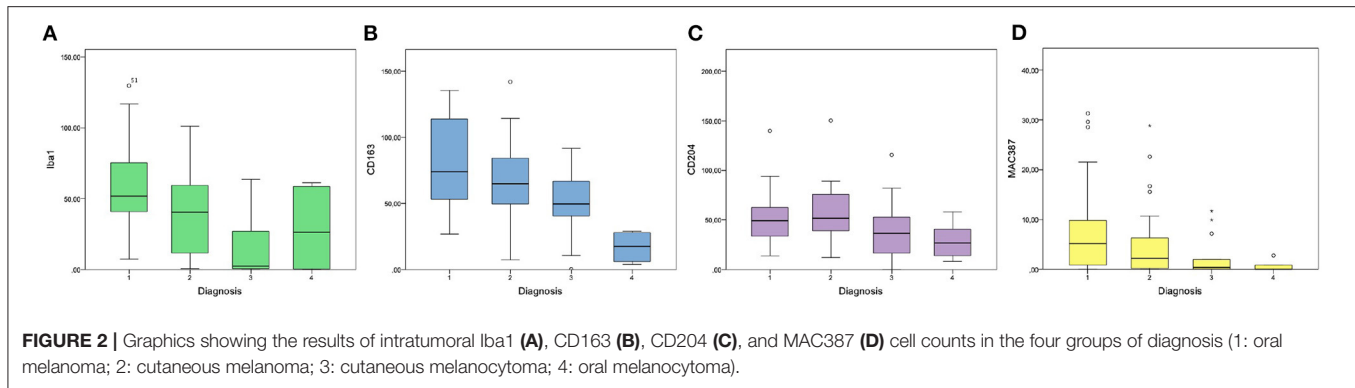 A
B
C
D
150,00
100,00
50,00
,00
Iba1
51
1 2 3 4
Diagnosis
150,00
100,00
50,00
,00
CD163
1 2 3 4
Diagnosis
200,00
150,00
100,00
50,00
,00
CD204
1 2 3 4
Diagnosis
40,00
30,00
20,00
10,00
,00
MAC387
1 2 3 4
Diagnosis
FIGURE 2 | Graphics showing the results of intratumoral Iba1 (A), CD163 (B), CD204 (C), and MAC387 (D) cell counts in the four groups of diagnosis (1: oral
melanoma; 2: cutaneous melanoma; 3: cutaneous melanocytoma; 4: oral melanocytoma).